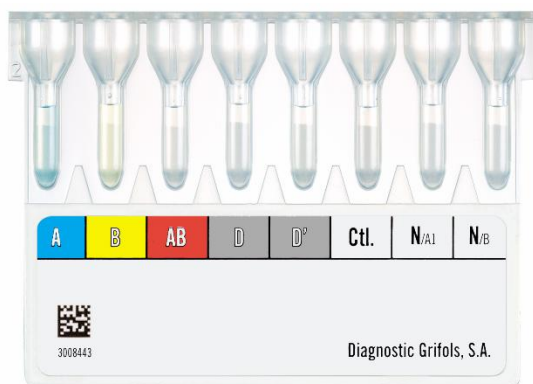 2
A B AB D D' Ctl. N/A1 N/B
3008443
Diagnostic Grifols, S.A.